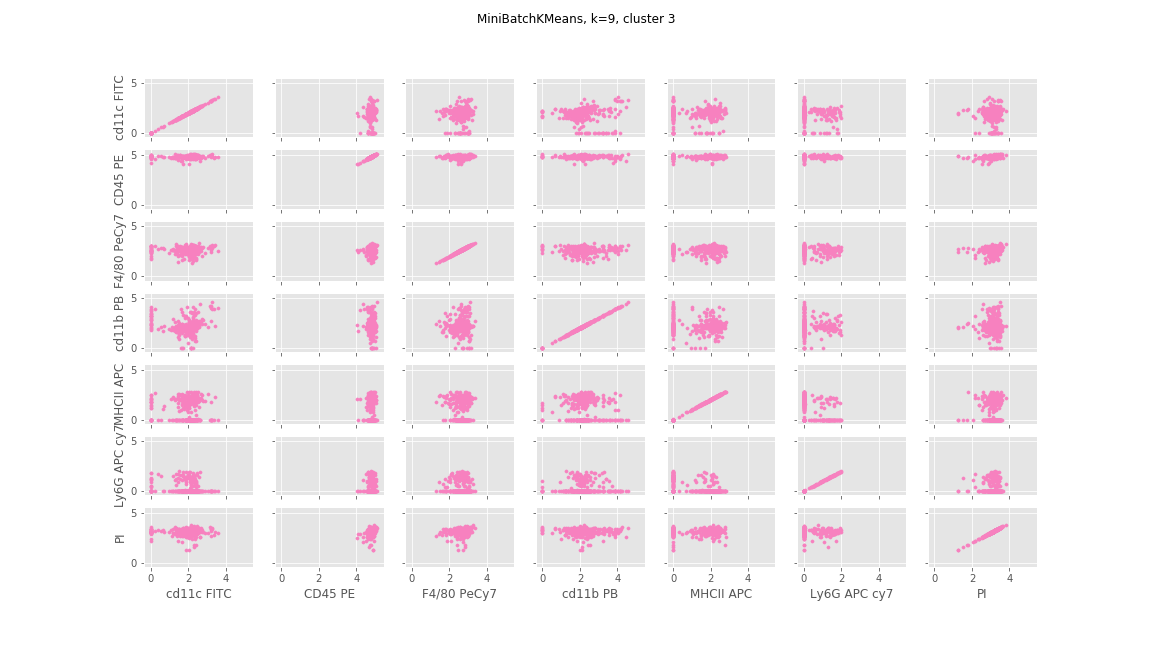 MiniBatchKMeans, k=9, cluster 3
cd11c FITC
5
0
CD45 PE
5
0
F4/80 PeCy7
5
0
cd11b PB
5
0
MHCII APC
5
0
Ly6G APC cy7
5
0
PI
5
0
0 2 4 0 2 4 0 2 4 0 2 4 0 2 4 0 2 4 0 2 4
cd11c FITC CD45 PE F4/80 PeCy7 cd11b PB MHCII APC Ly6G APC cy7 PI